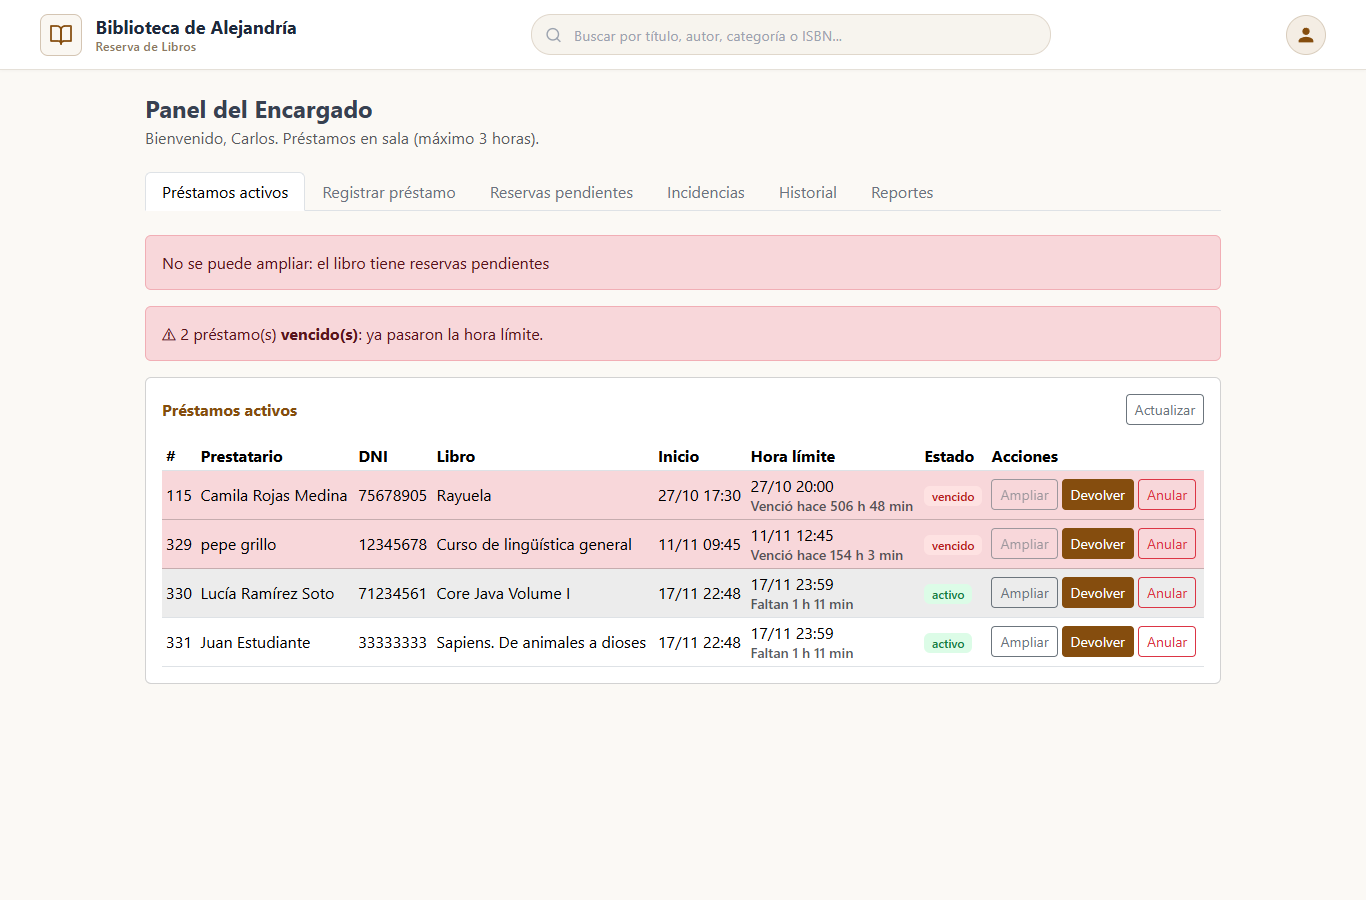 Biblioteca de Alejandría
Reserva de Libros
Buscar por título, autor, categoría o ISBN...
Panel del Encargado
Bienvenido, Carlos. Préstamos en sala (máximo 3 horas).
Préstamos activos Registrar préstamo Reservas pendientes Incidencias Historial Reportes
No se puede ampliar: el libro tiene reservas pendientes
⚠ 2 préstamo(s) vencido(s): ya pasaron la hora límite.
Préstamos activos Actualizar
# Prestatario DNI Libro Inicio Hora límite Estado Acciones
115 Camila Rojas Medina 75678905 Rayuela 27/10 17:30 27/10 20:00 vencido Ampliar Devolver Anular
Venció hace 506 h 48 min
329 pepe grillo 12345678 Curso de lingüística general 11/11 09:45 11/11 12:45 vencido Ampliar Devolver Anular
Venció hace 154 h 3 min
330 Lucía Ramírez Soto 71234561 Core Java Volume I 17/11 22:48 17/11 23:59 activo Ampliar Devolver Anular
Faltan 1 h 11 min
331 Juan Estudiante 33333333 Sapiens. De animales a dioses 17/11 22:48 17/11 23:59 activo Ampliar Devolver Anular
Faltan 1 h 11 min